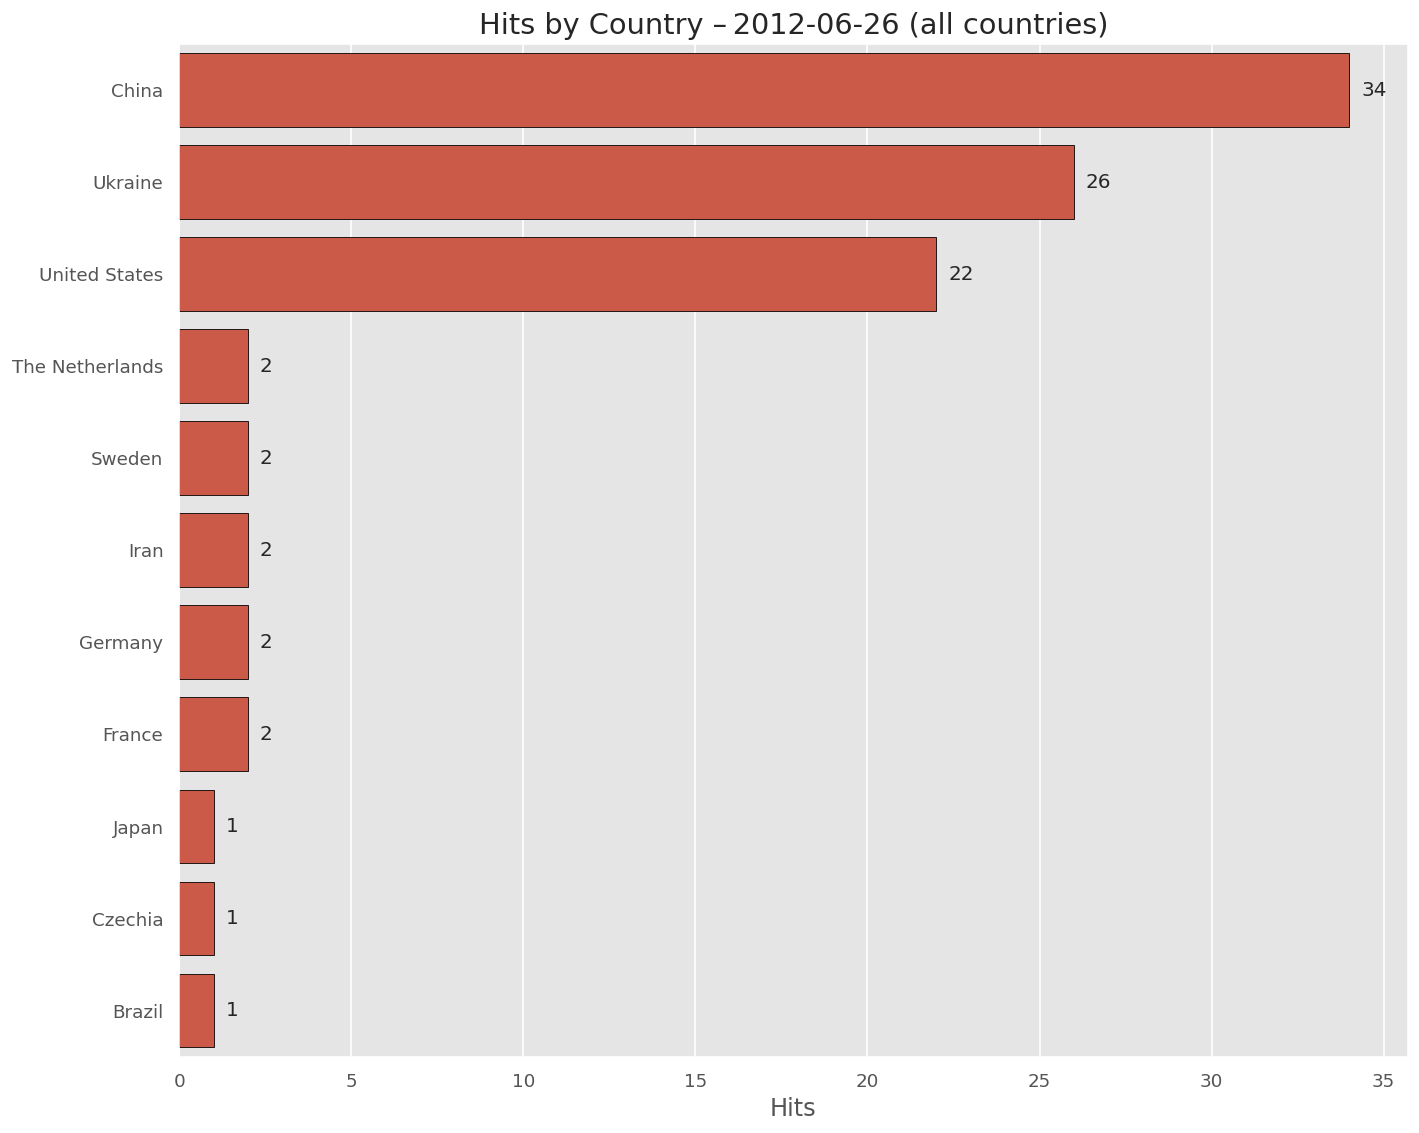 Hits by Country – 2012-06-26 (all countries)
China 34
Ukraine 26
United States 22
The Netherlands 2
Sweden 2
Iran 2
Germany 2
France 2
Japan 1
Czechia 1
Brazil 1
0 5 10 15 20 25 30 35
Hits